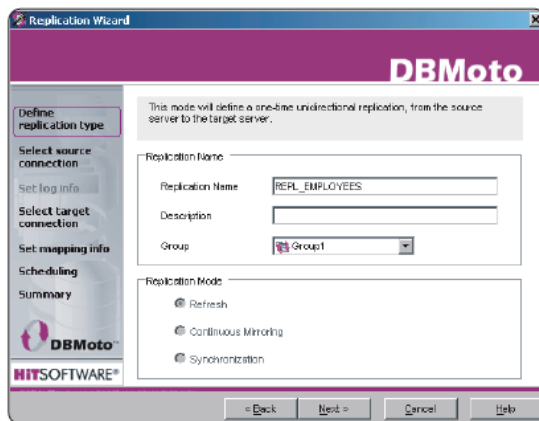 Replication Wizard
DBMoto
Define
replication type
Select source
connection
Set log info
Select target
connection
Set mapping info
Scheduling
Summary
DBMoto™
HiTSOFTWARE®
This mode will define a one-time unidirectional replication, from the source
server to the target server.
Replication Name
Replication Name REPL_EMPLOYEES
Description
Group Group1
Replication Mode
Refresh
Continuous Mirroring
Synchronization
< Back Next > Cancel Help